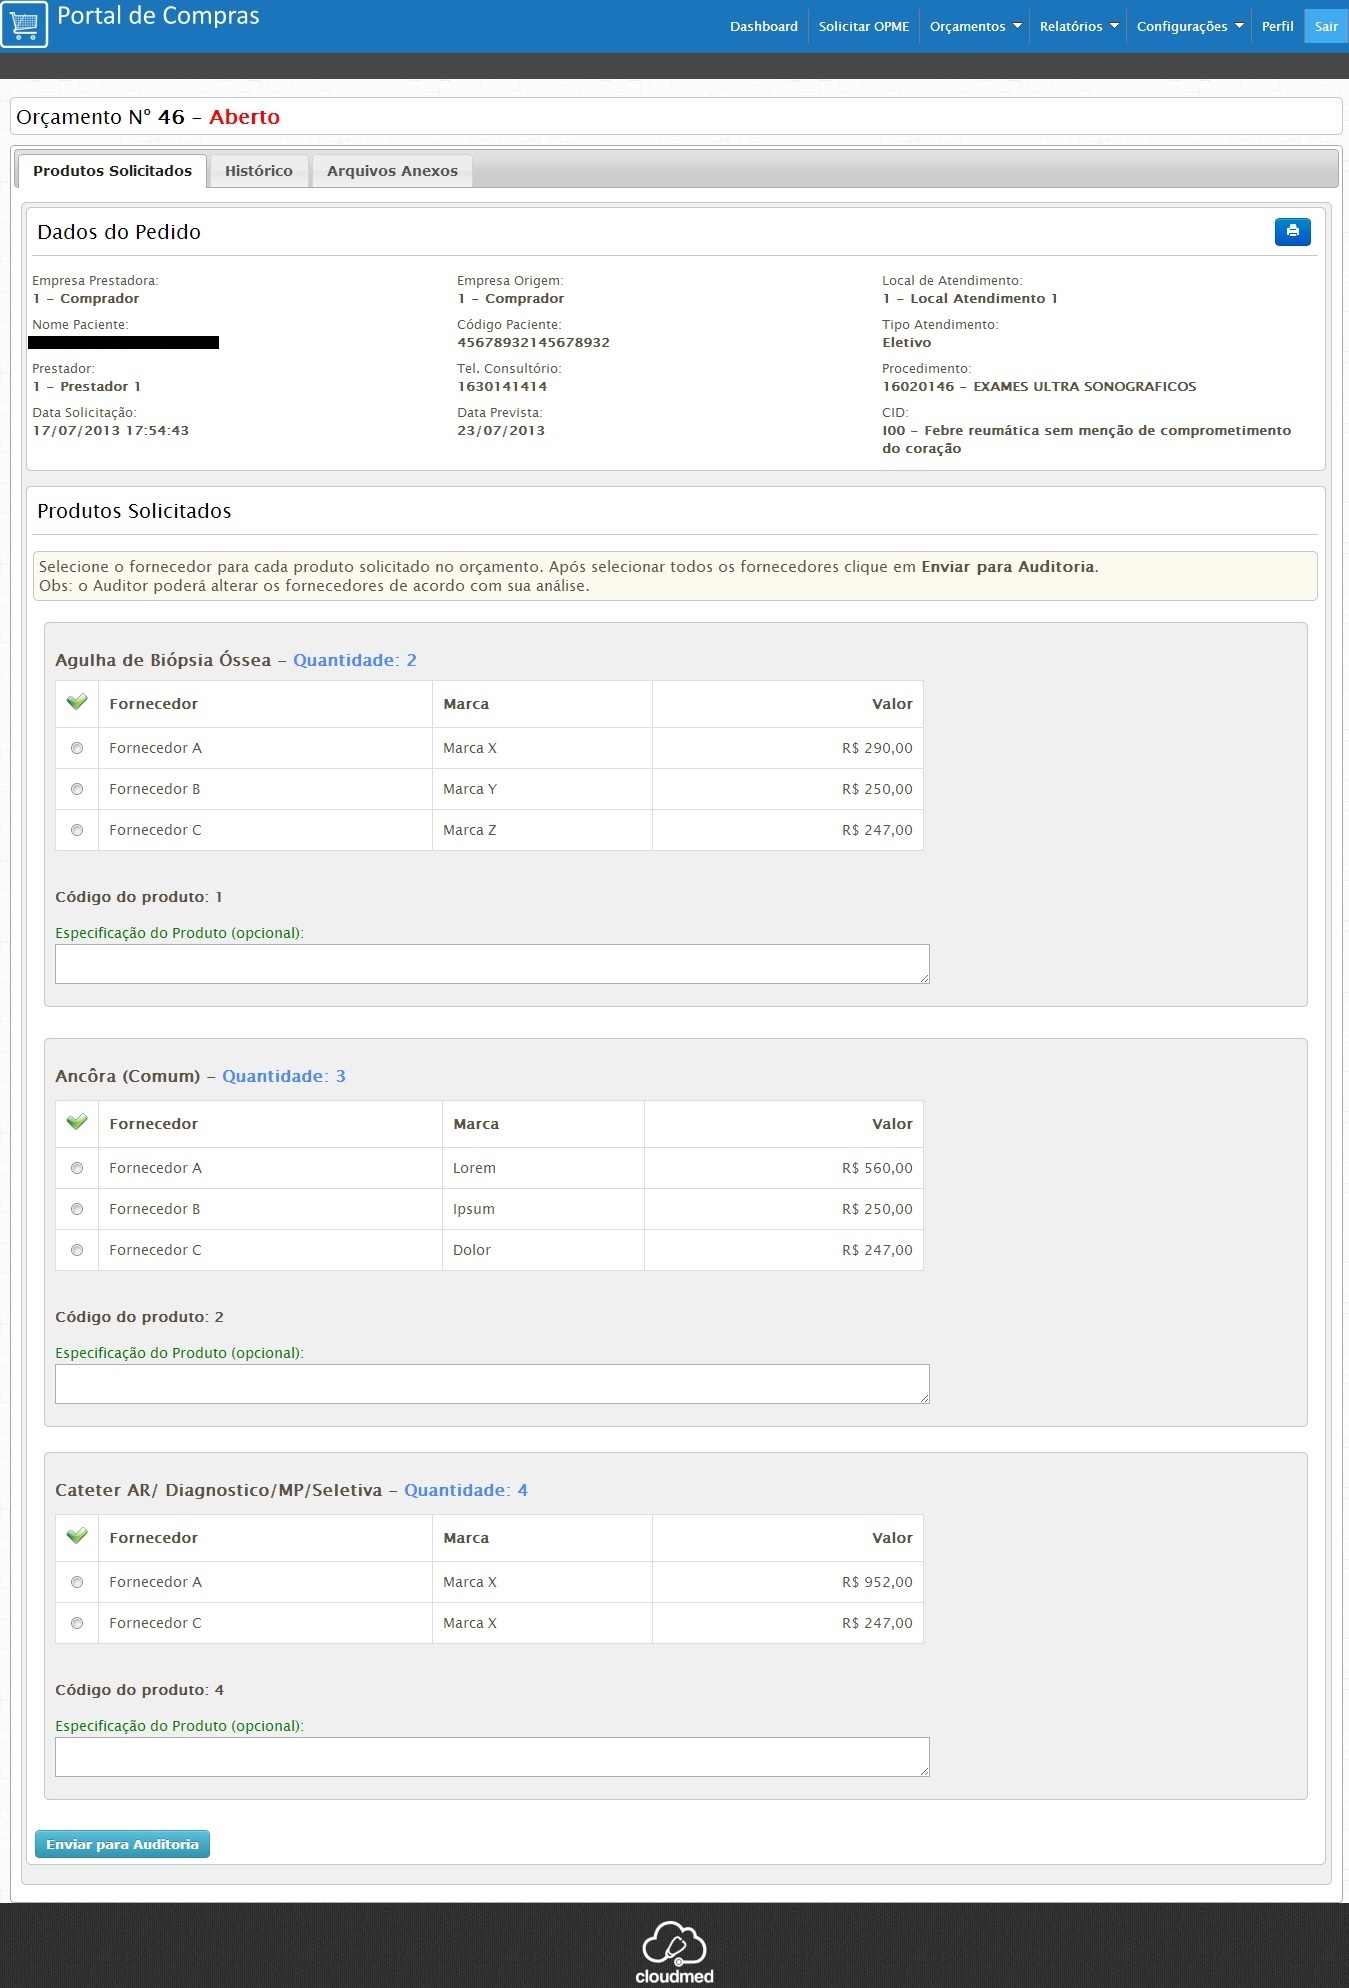 Portal de Compras
Dashboard Solicitar OPME Orçamentos Relatórios Configurações Perfil Sair
Orçamento N° 46 - Aberto
Produtos Solicitados Histórico Arquivos Anexos
Dados do Pedido
Empresa Prestadora: Empresa Origem: Local de Atendimento:
1 - Comprador 1 - Comprador 1 - Local Atendimento 1
Nome Paciente: Código Paciente: Tipo Atendimento:
45678932145678932 Eletivo
Prestador: Tel. Consultório: Procedimento:
1 - Prestador 1 1630141414 16020146 - EXAMES ULTRA SONOGRAFICOS
Data Solicitação: Data Prevista: CID:
17/07/2013 17:54:43 23/07/2013 I00 - Febre reumática sem menção de comprometimento
do coração
Produtos Solicitados
Selecione o fornecedor para cada produto solicitado no orçamento. Após selecionar todos os fornecedores clique em Enviar para Auditoria.
Obs: o Auditor poderá alterar os fornecedores de acordo com sua análise.
Agulha de Biópsia Óssea - Quantidade: 2
Fornecedor Marca Valor
Fornecedor A Marca X R$ 290,00
Fornecedor B Marca Y R$ 250,00
Fornecedor C Marca Z R$ 247,00
Código do produto: 1
Especificação do Produto (opcional):
Ancôra (Comum) - Quantidade: 3
Fornecedor Marca Valor
Fornecedor A Lorem R$ 560,00
Fornecedor B Ipsum R$ 250,00
Fornecedor C Dolor R$ 247,00
Código do produto: 2
Especificação do Produto (opcional):
Cateter AR/ Diagnostico/MP/Seletiva - Quantidade: 4
Fornecedor Marca Valor
Fornecedor A Marca X R$ 952,00
Fornecedor C Marca X R$ 247,00
Código do produto: 4
Especificação do Produto (opcional):
Enviar para Auditoria
cloudmed